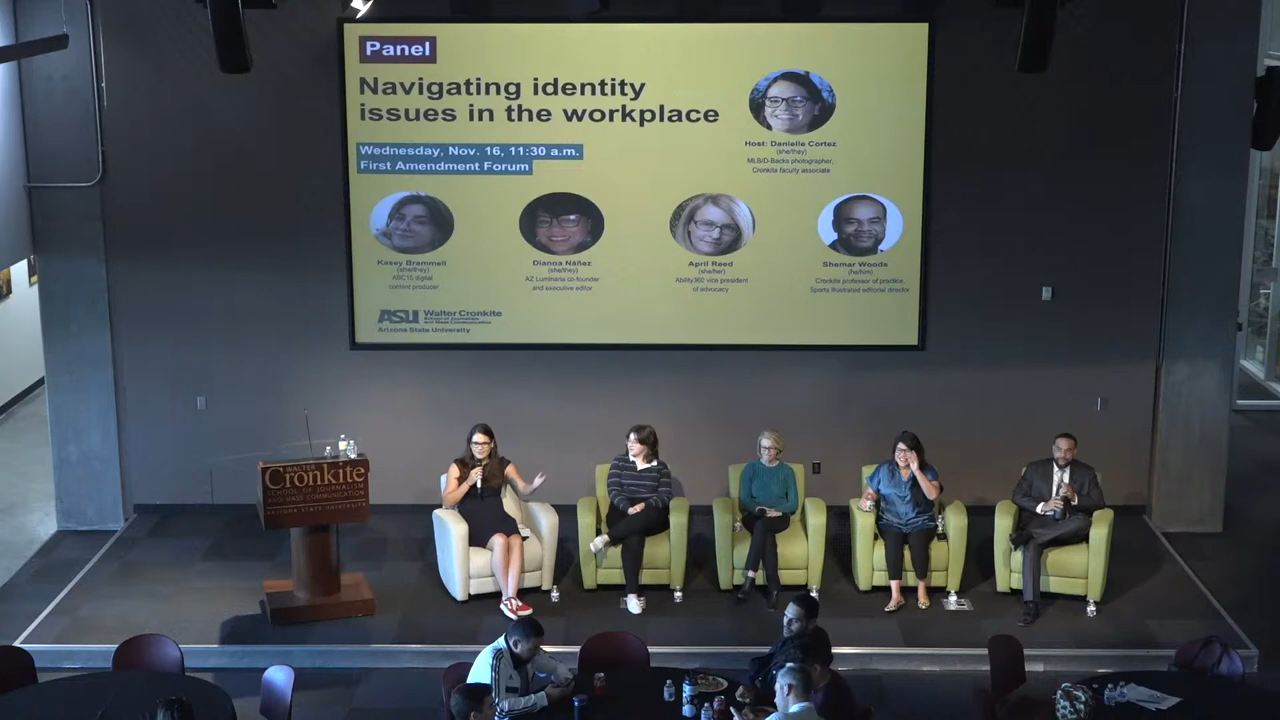 Panel
Navigating identity
issues in the workplace
Wednesday, Nov. 16, 11:30 a.m.
First Amendment Forum
Host: Danielle Cortez
(she/they)
MLB/D-Backs photographer,
Cronkite faculty associate
Kasey Brammell
(she/they)
ABC15 digital
content producer
Dianna Náñez
(she/they)
AZ Luminaria co-founder
and executive editor
April Reed
(she/her)
Ability360 vice president
of advocacy
Shemar Woods
(he/him)
Cronkite professor of practice,
Sports Illustrated editorial director
ASU Walter Cronkite
School of Journalism
and Mass Communication
Arizona State University
WALTER
Cronkite
SCHOOL OF JOURNALISM
AND MASS COMMUNICATION
ARIZONA STATE UNIVERSITY